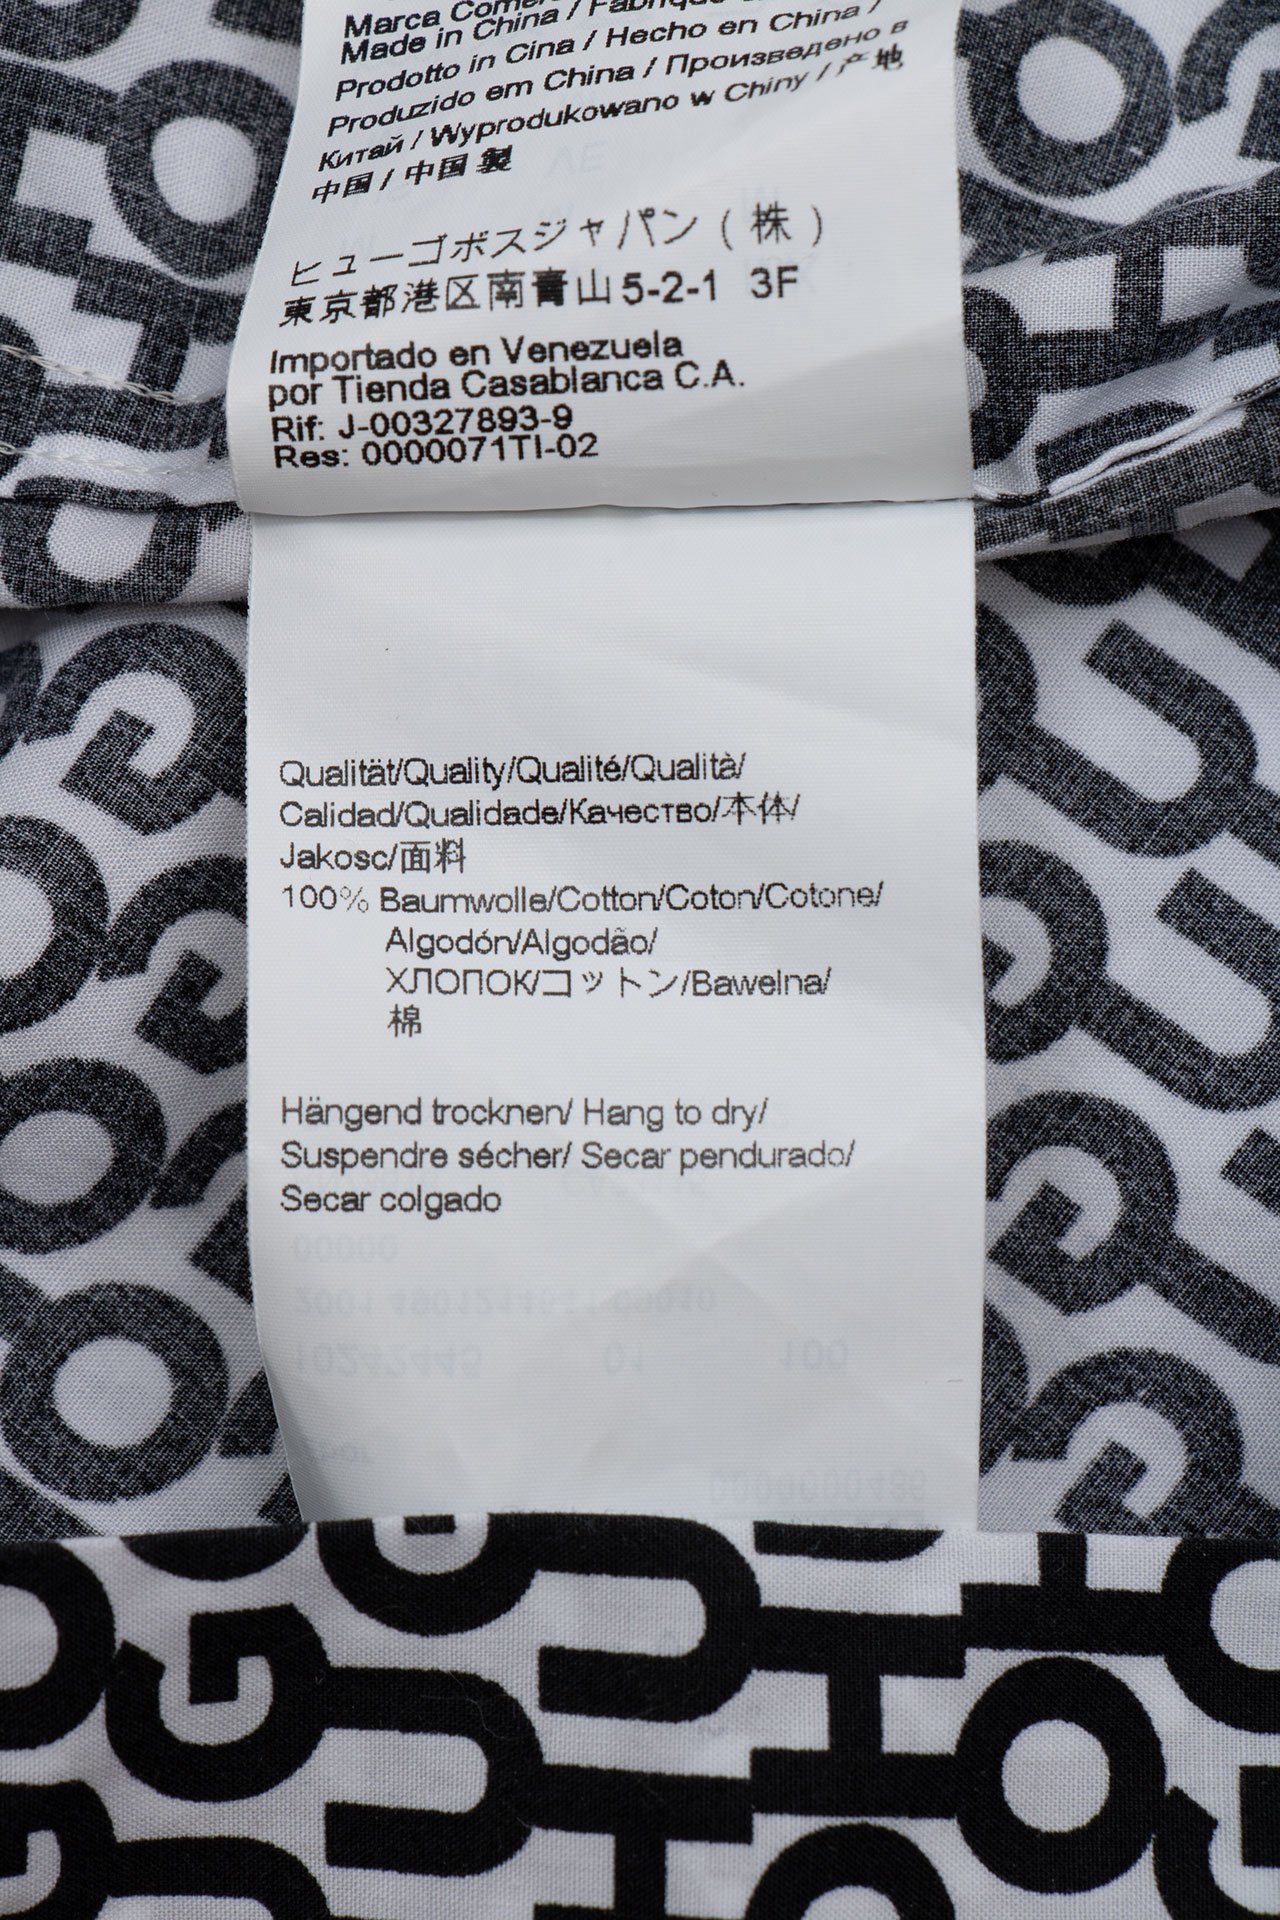 Marca
Made in China /
Prodotto in Cina / Hecho en China /
Produzido em China / Произведено в
Китай / Wyprodukowano w Chiny / 产地
中国 / 中国 製
ヒューゴボスジャパン ( 株 )
東京都港区南青山 5-2-1 3F
Importado en Venezuela
por Tienda Casablanca C.A.
Rif: J-00327893-9
Res: 0000071TI-02
Qualität/Quality/Qualité/Qualità/
Calidad/Qualidade/Качество/本体/
Jakosc/面料
100% Baumwolle/Cotton/Coton/Cotone/
Algodón/Algodão/
ХЛОПОК/コットン/Bawelna/
棉
Hängend trocknen/ Hang to dry/
Suspendre sécher/ Secar pendurado/
Secar colgado